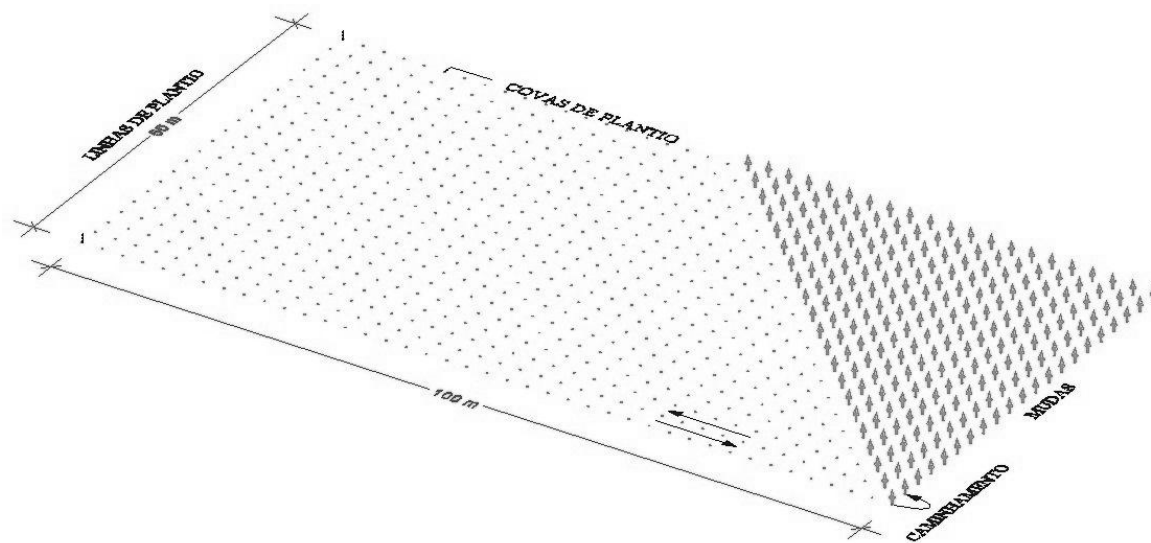 LINHAS DE PLANTIO
COVAS DE PLANTIO
100 m
MUDAS
CAMINHAMENTO